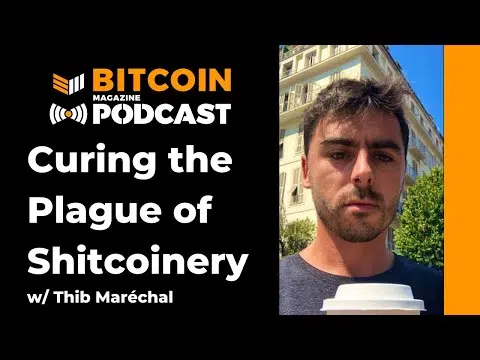 BITCOIN
MAGAZINE
PODCAST
Curing the
Plague of
Shitcoinery
w/ Thib Maréchal